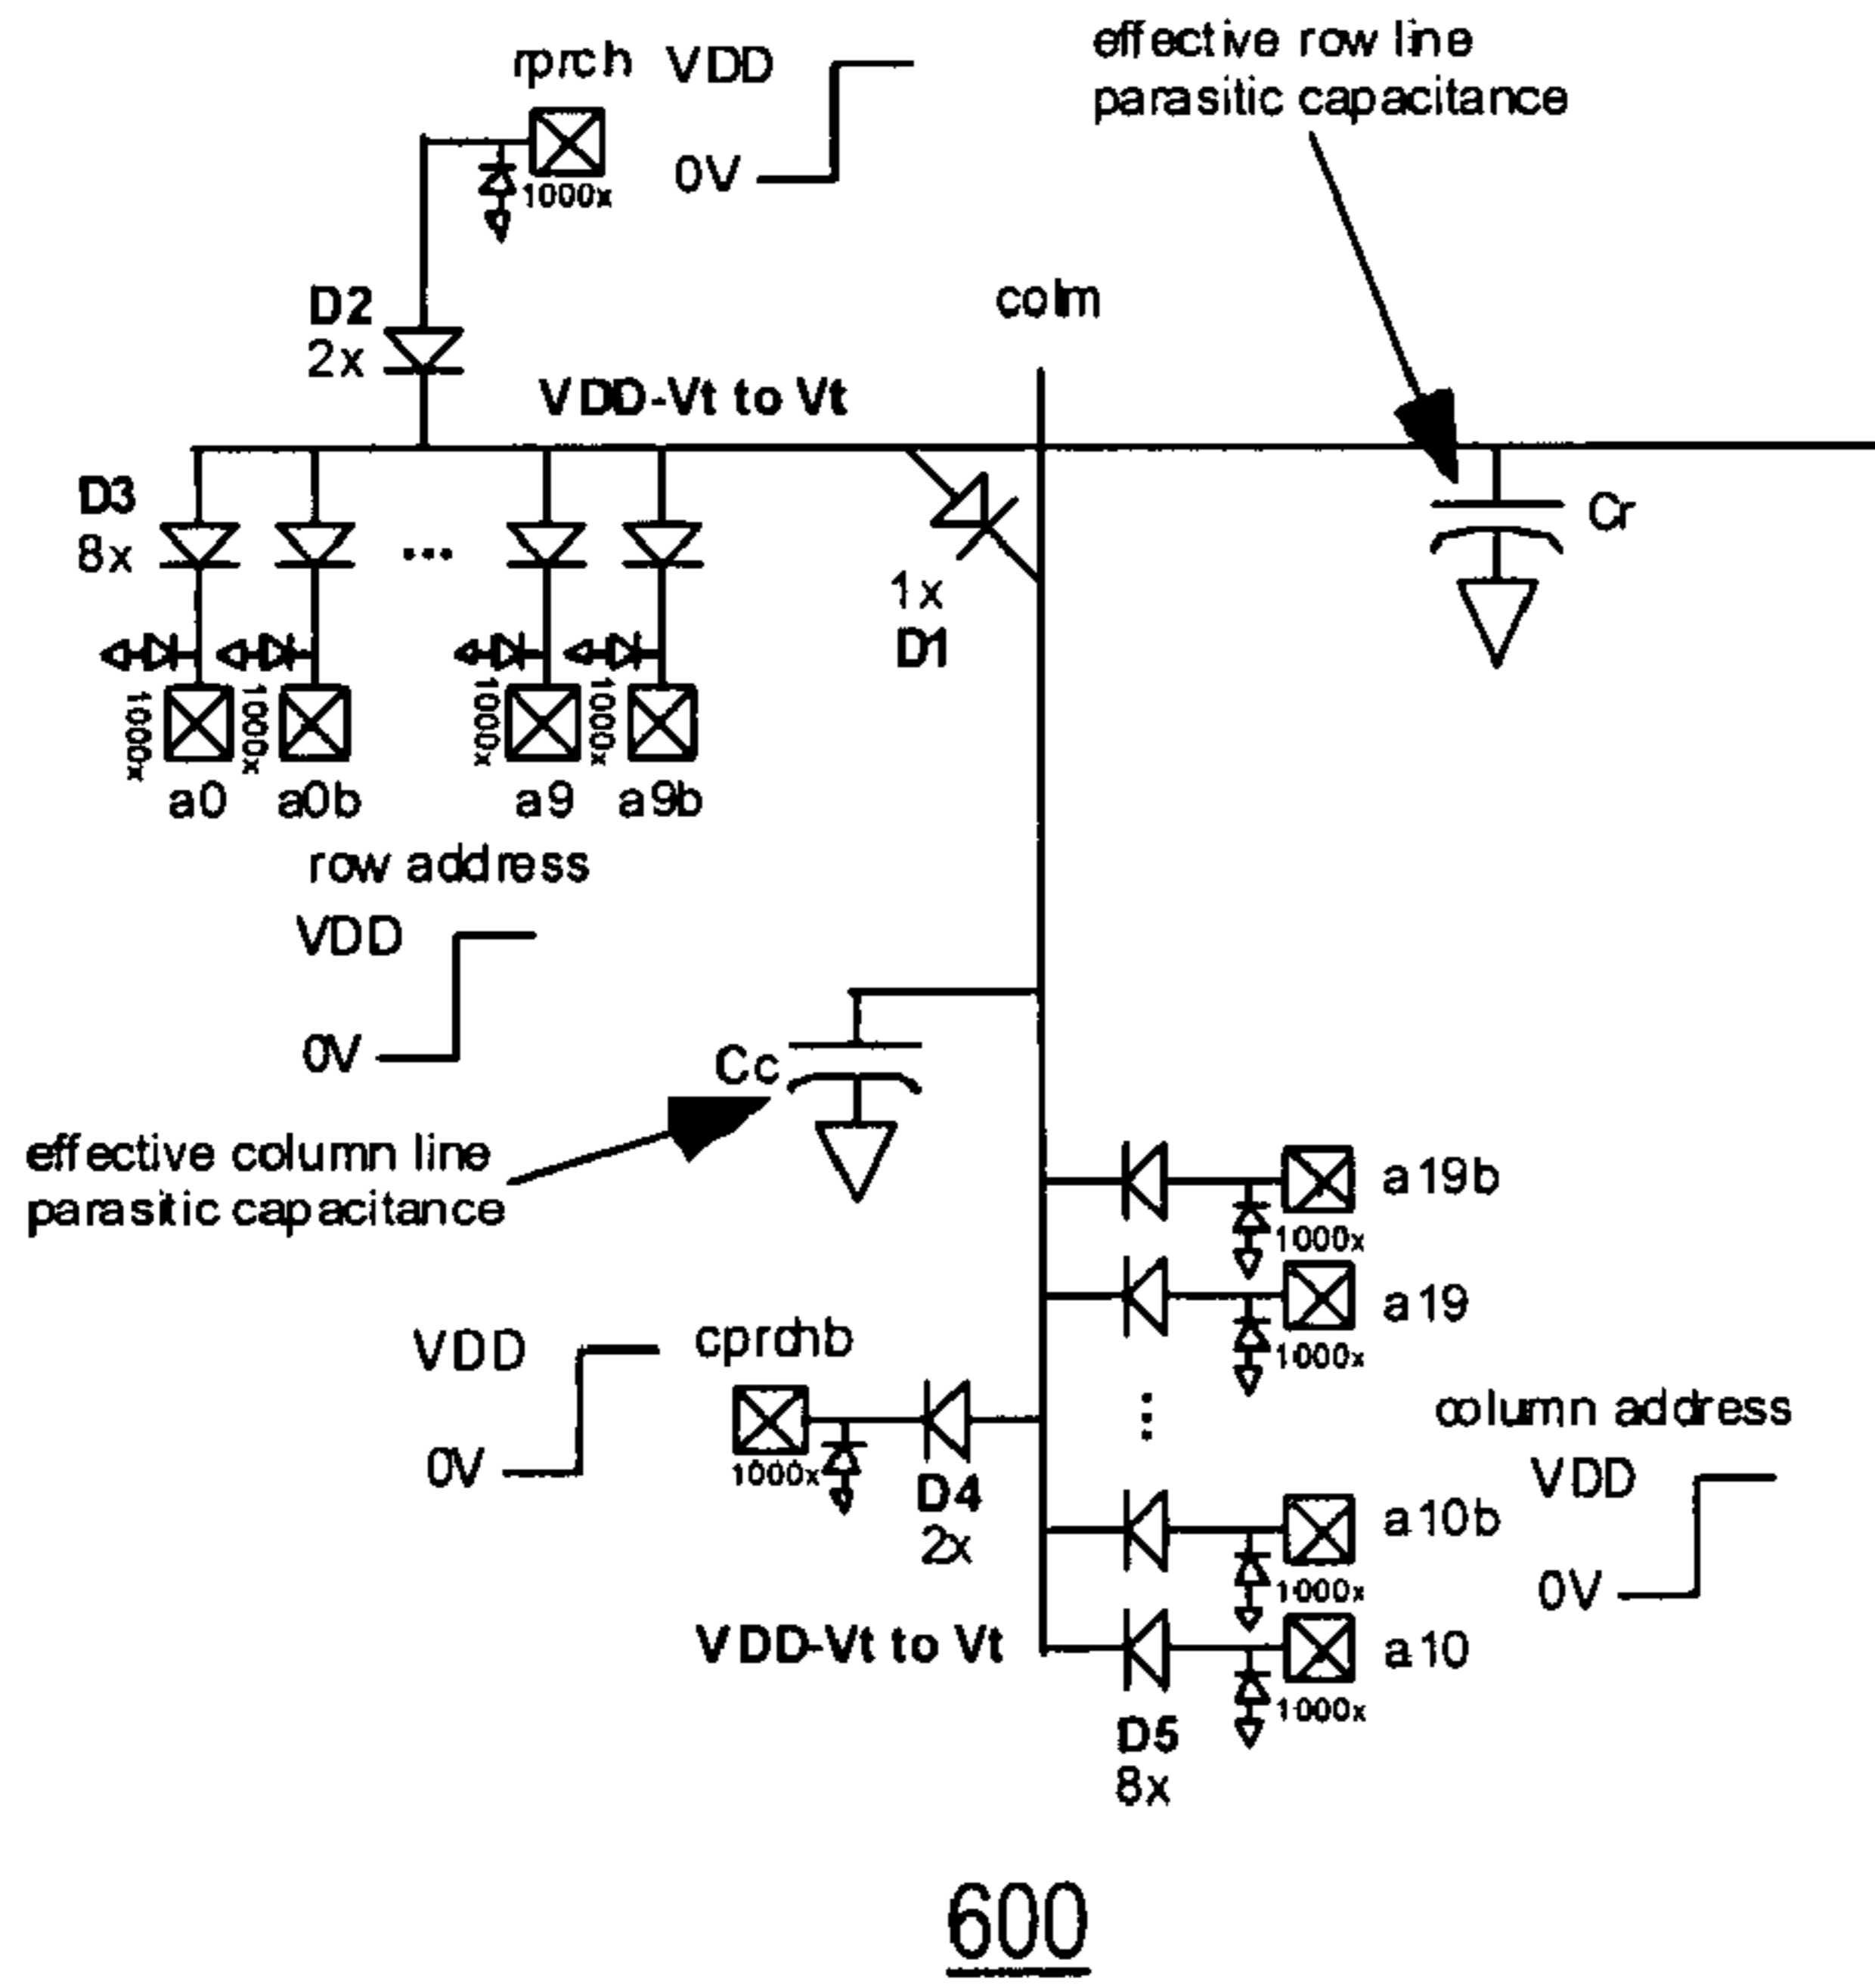 rprch VDD
0V
1000x
effective row line
parasitic capacitance
D2
2x
colm
VDD-Vt to Vt
D3
8x
...
Cr
1x
D1
1000x
1000x
1000x
1000x
a0
a0b
a9
a9b
row address
VDD
0V
Cc
effective column line
parasitic capacitance
a19b
1000x
a19
1000x
VDD
0V
cprchb
1000x
D4
2x
...
column address
VDD
0V
a10b
1000x
VDD-Vt to Vt
a10
1000x
D5
8x
600